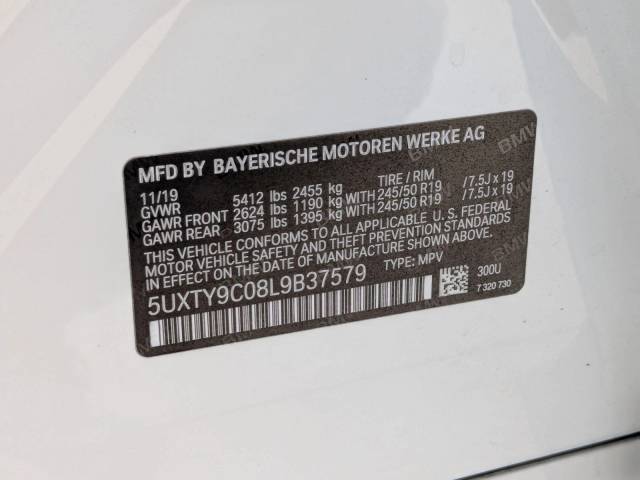 MFD BY BAYERISCHE MOTOREN WERKE AG
11/19 TIRE / RIM
GVWR 5412 lbs 2455 kg
GAWR FRONT 2624 lbs 1190 kg WITH 245/50 R19 / 7.5J x 19
GAWR REAR 3075 lbs 1395 kg WITH 245/50 R19 / 7.5J x 19
THIS VEHICLE CONFORMS TO ALL APPLICABLE U. S. FEDERAL
MOTOR VEHICLE SAFETY AND THEFT PREVENTION STANDARDS
IN EFFECT ON THE DATE OF MANUFACTURE SHOWN ABOVE.
5UXTY9C08L9B37579 TYPE: MPV 300U
7 320 730